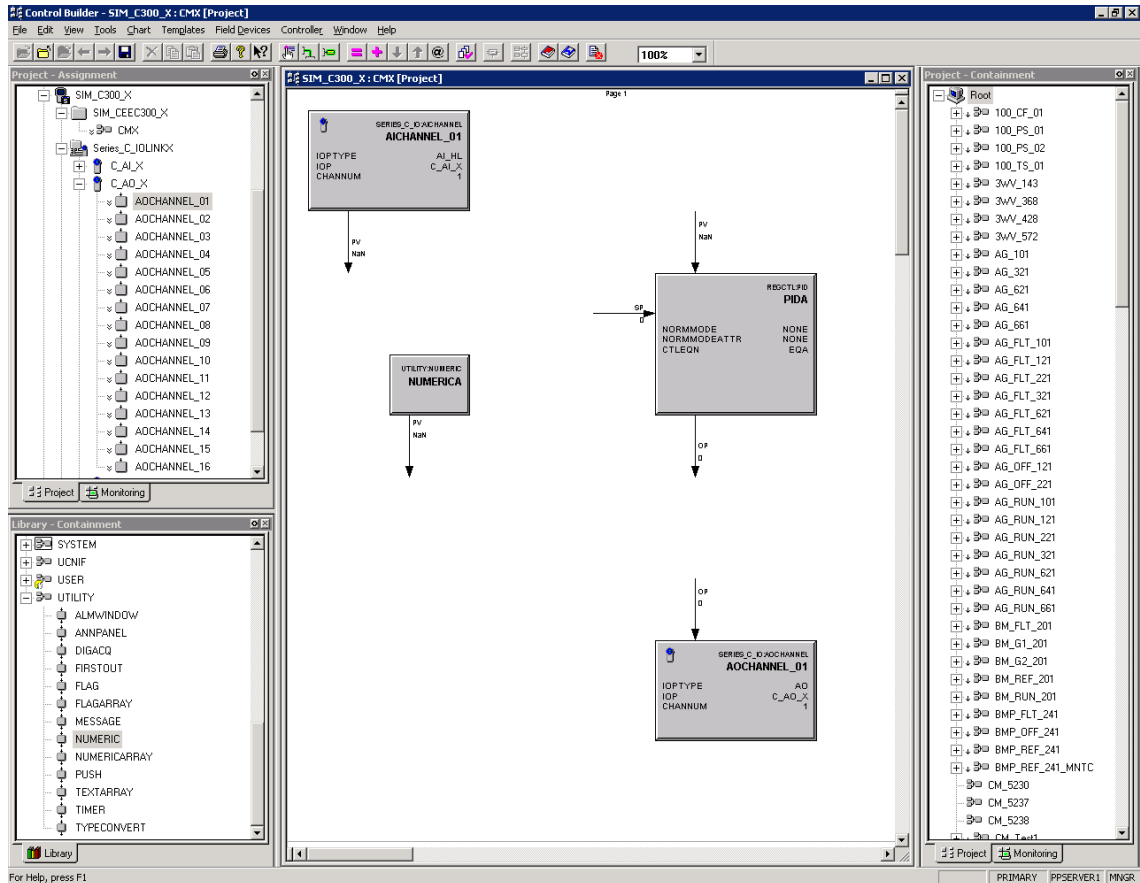 Control Builder - SIM_C300_X : CMX [Project]
File Edit View Tools Chart Templates Field Devices Controller Window Help
100%
Project - Assignment
SIM_C300_X
SIM_CEEC300_X
CMX
Series_C_IOLINKX
C_AI_X
C_AO_X
AOCHANNEL_01
AOCHANNEL_02
AOCHANNEL_03
AOCHANNEL_04
AOCHANNEL_05
AOCHANNEL_06
AOCHANNEL_07
AOCHANNEL_08
AOCHANNEL_09
AOCHANNEL_10
AOCHANNEL_11
AOCHANNEL_12
AOCHANNEL_13
AOCHANNEL_14
AOCHANNEL_15
AOCHANNEL_16
Project Monitoring
Library - Containment
SYSTEM
UCNIF
USER
UTILITY
ALMWINDOW
ANNPANEL
DIGACQ
FIRSTOUT
FLAG
FLAGARRAY
MESSAGE
NUMERIC
NUMERICARRAY
PUSH
TEXTARRAY
TIMER
TYPECONVERT
Library
SIM_C300_X : CMX [Project]
Page 1
SERIES_C_IO:AICHANNEL
AICHANNEL_01
IOPTYPE AI_HL
IOP C_AI_X
CHANNUM 1
PV
NaN
PV
NaN
REGCTL:PID
PIDA
SP
0
NORMMODE NONE
NORMMODEATTR NONE
CTLEQN EQA
UTILITY:NUMERIC
NUMERICA
PV
NaN
OP
0
OP
0
SERIES_C_IO:AOCHANNEL
AOCHANNEL_01
IOPTYPE AO
IOP C_AO_X
CHANNUM 1
Project - Containment
Root
100_CF_01
100_PS_01
100_PS_02
100_TS_01
3WV_143
3WV_368
3WV_428
3WV_572
AG_101
AG_321
AG_621
AG_641
AG_661
AG_FLT_101
AG_FLT_121
AG_FLT_221
AG_FLT_321
AG_FLT_621
AG_FLT_641
AG_FLT_661
AG_OFF_121
AG_OFF_221
AG_RUN_101
AG_RUN_121
AG_RUN_221
AG_RUN_321
AG_RUN_621
AG_RUN_641
AG_RUN_661
BM_FLT_201
BM_G1_201
BM_G2_201
BM_REF_201
BM_RUN_201
BMP_FLT_241
BMP_OFF_241
BMP_REF_241
BMP_REF_241_MNTC
CM_5230
CM_5237
CM_5238
CM_Test1
Project Monitoring
For Help, press F1
PRIMARY PPSERVER1 MNGR